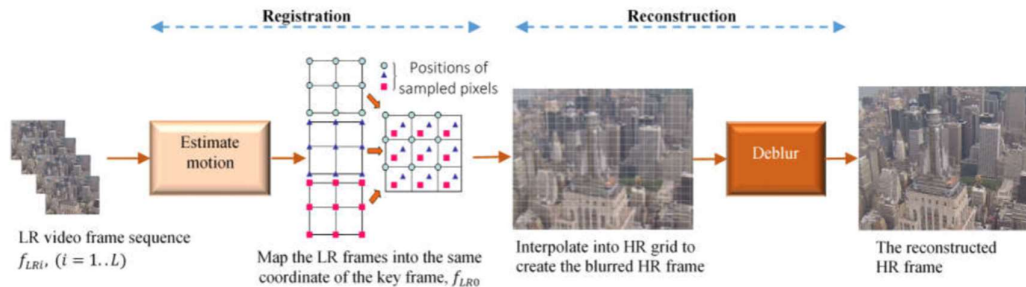 Registration
Reconstruction
Positions of
sampled pixels
Estimate
motion
Deblur
LR video frame sequence
f_LRi, (i = 1..L)
Map the LR frames into the same
coordinate of the key frame, f_LR0
Interpolate into HR grid to
create the blurred HR frame
The reconstructed
HR frame